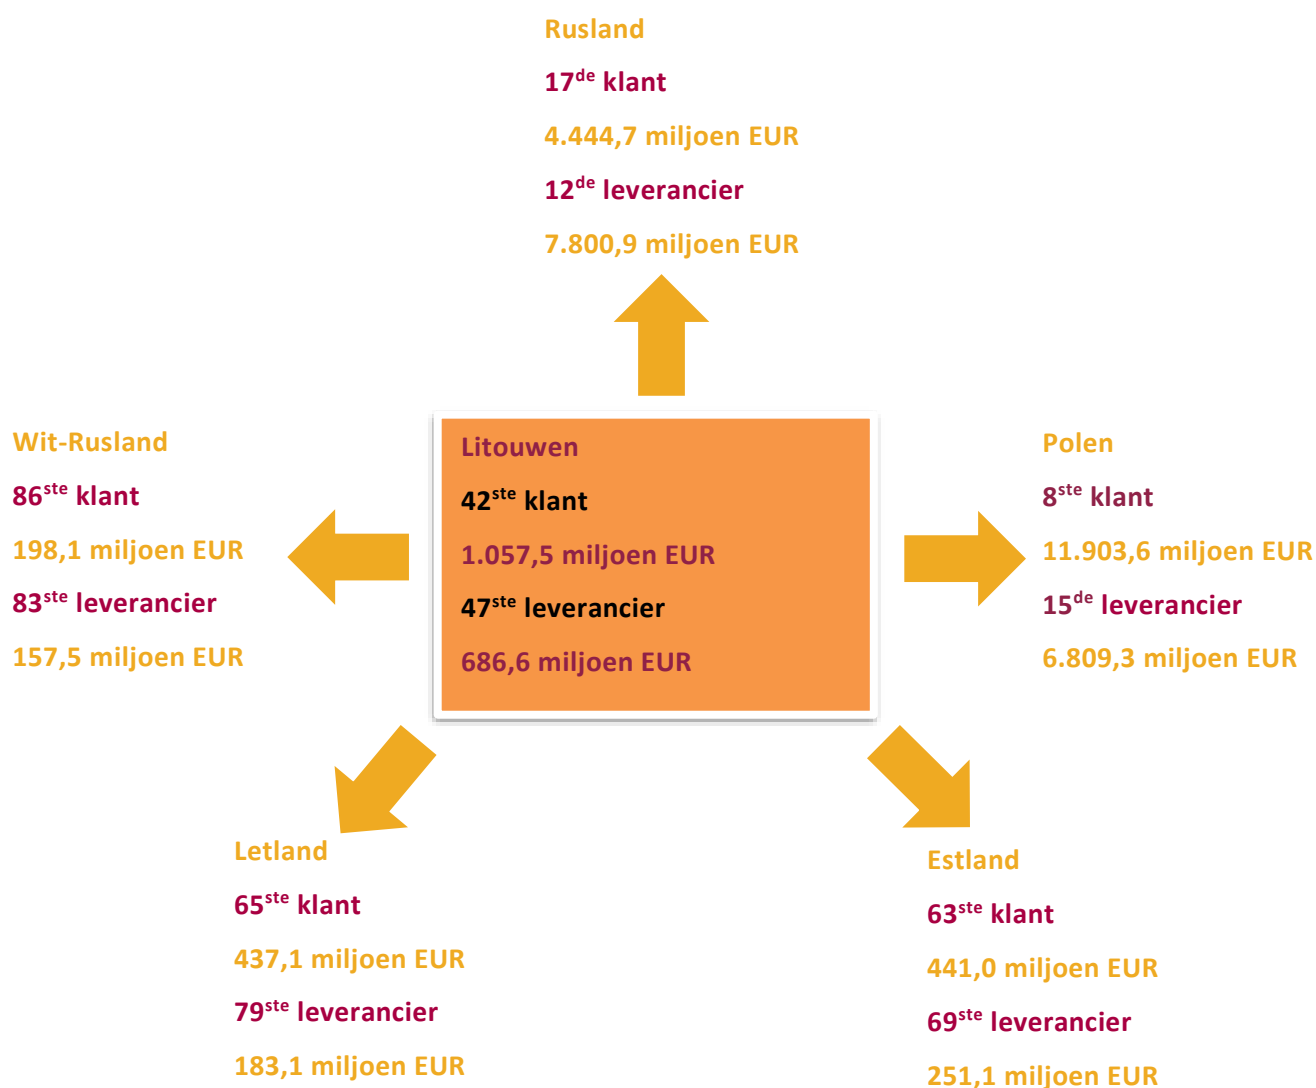 Rusland
17de klant
4.444,7 miljoen EUR
12de leverancier
7.800,9 miljoen EUR
Wit-Rusland
86ste klant
198,1 miljoen EUR
83ste leverancier
157,5 miljoen EUR
Litouwen
42ste klant
1.057,5 miljoen EUR
47ste leverancier
686,6 miljoen EUR
Polen
8ste klant
11.903,6 miljoen EUR
15de leverancier
6.809,3 miljoen EUR
Letland
65ste klant
437,1 miljoen EUR
79ste leverancier
183,1 miljoen EUR
Estland
63ste klant
441,0 miljoen EUR
69ste leverancier
251,1 miljoen EUR